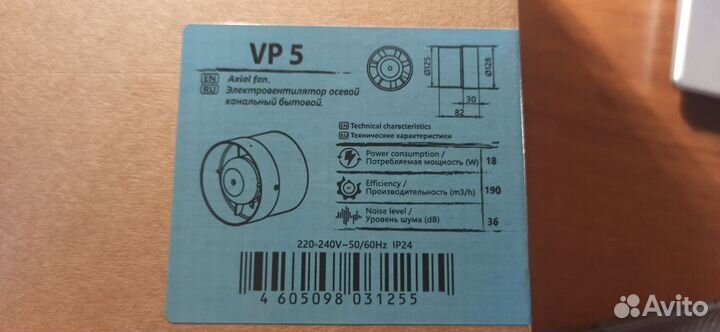 VP 5
EN Axial fan.
RU Электровентилятор осевой
канальный бытовой.
Ø125
Ø128
30
82
EN Technical characteristics
RU Технические характеристики
Power consumption /
Потребляемая мощность (W) 18
Efficiency /
Производительность (m3/h) 190
Noise level /
Уровень шума (dB) 36
220-240V~50/60Hz IP24
4 605098 031255
Avito